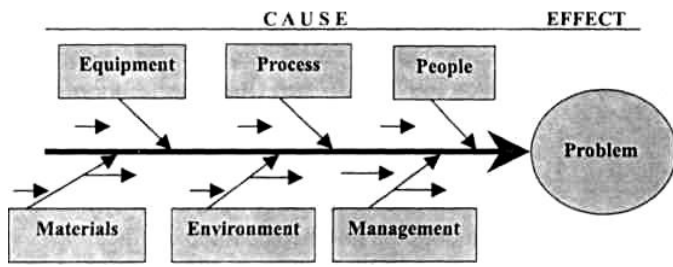 CAUSE EFFECT
Equipment Process People
Problem
Materials Environment Management